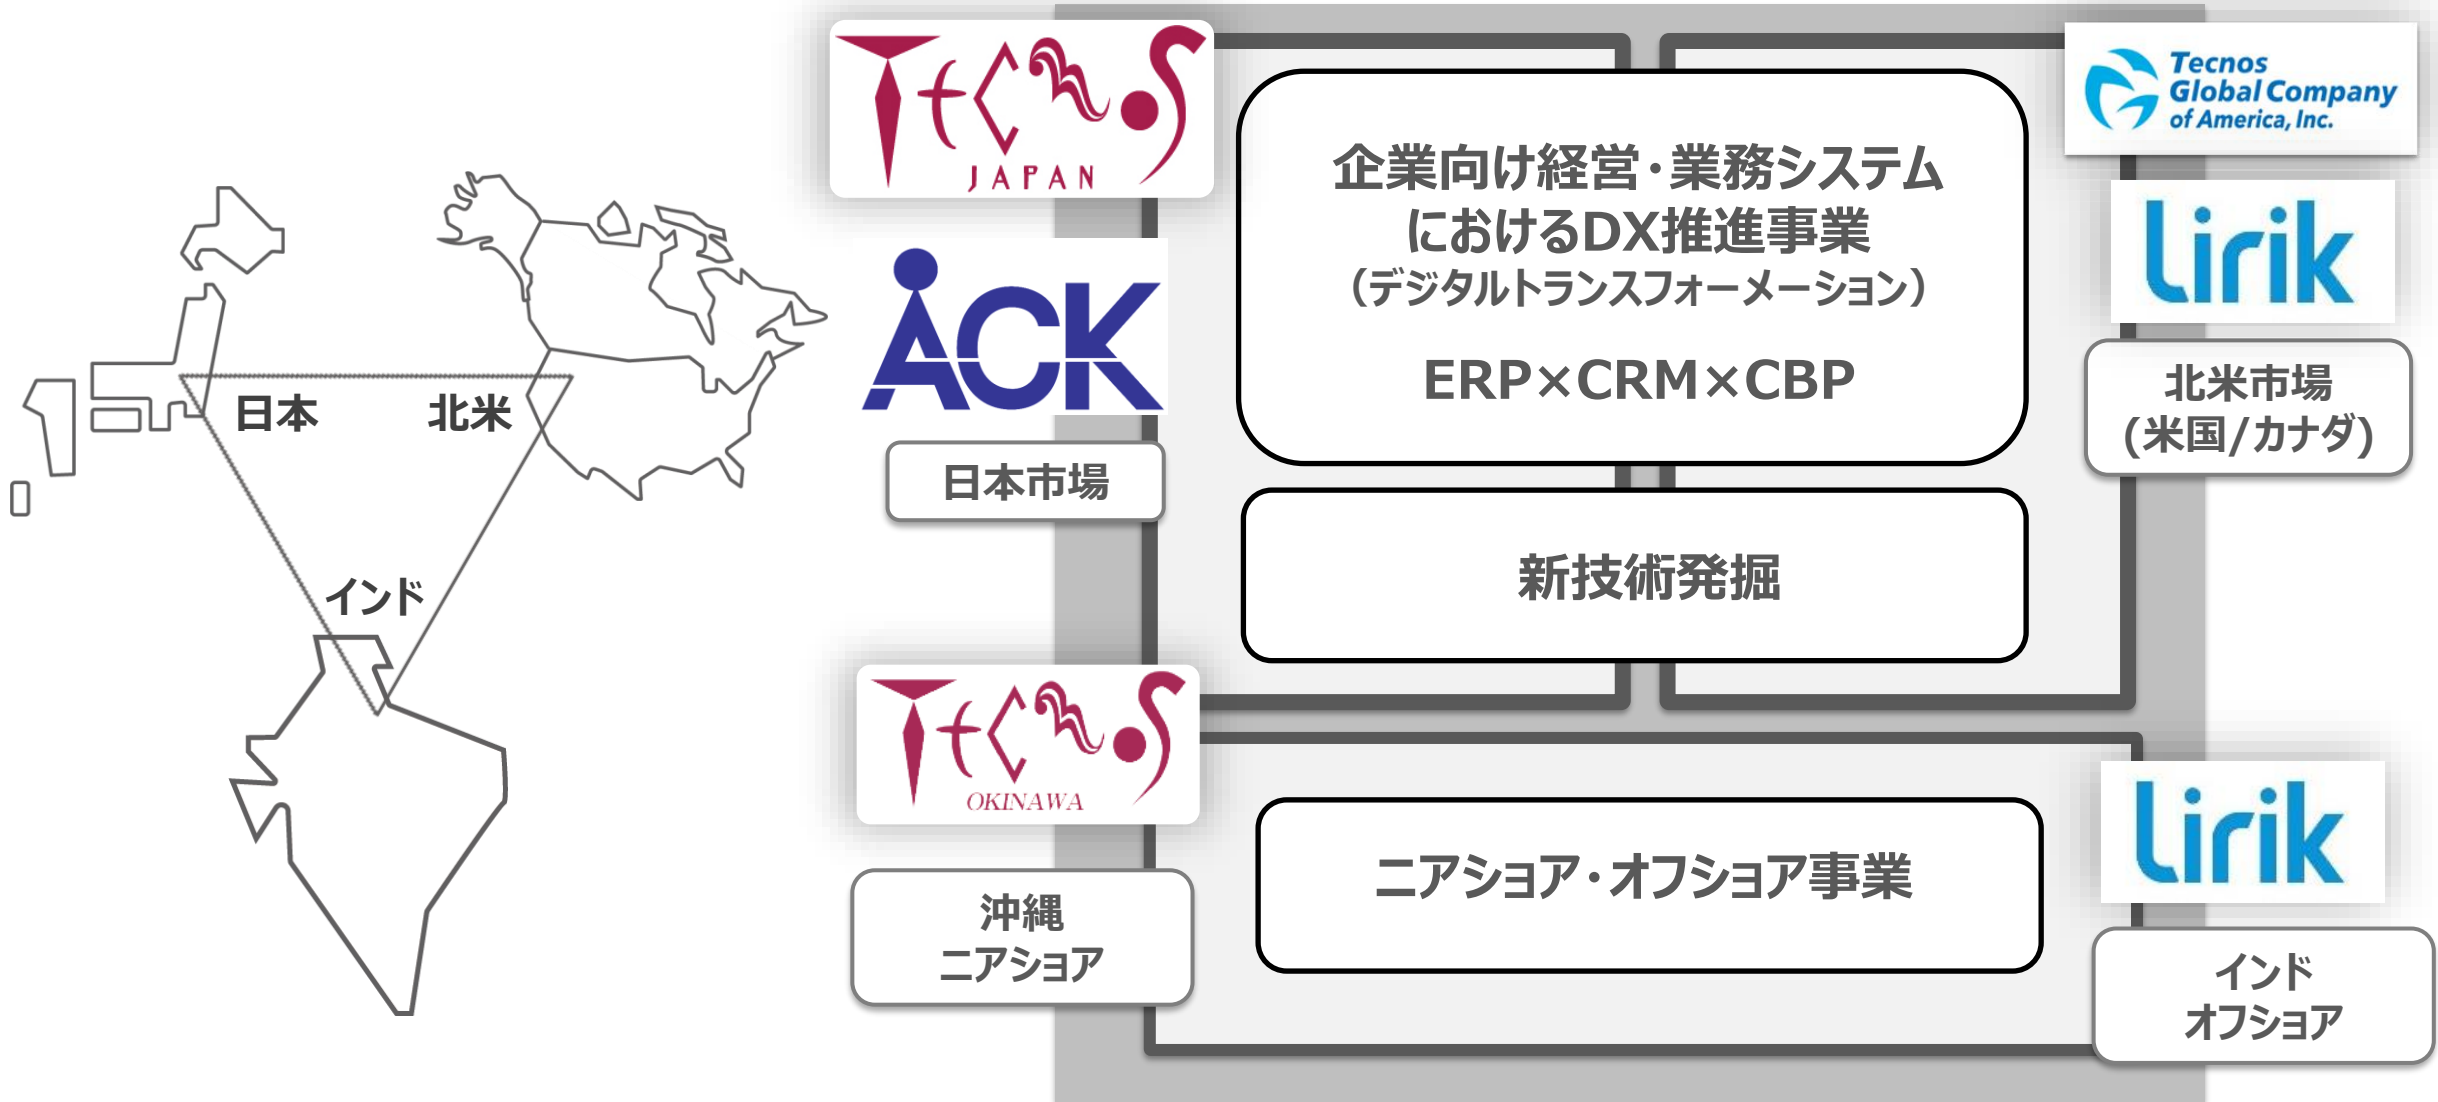 日本
北米
インド
TECNOS
JAPAN
ACK
日本市場
企業向け経営・業務システム
におけるDX推進事業
（デジタルトランスフォーメーション）
ERP×CRM×CBP
新技術発掘
Tecnos
Global Company
of America, Inc.
Lirik
北米市場
(米国/カナダ)
TECNOS
OKINAWA
沖縄
ニアショア
ニアショア・オフショア事業
Lirik
インド
オフショア